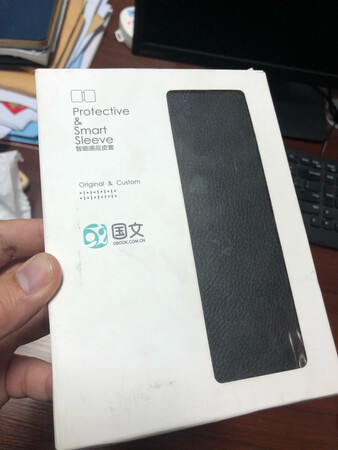 Protective
&
Smart
Sleeve
智能感应皮套
Original & Custom
国文
DBOOK.COM.CN